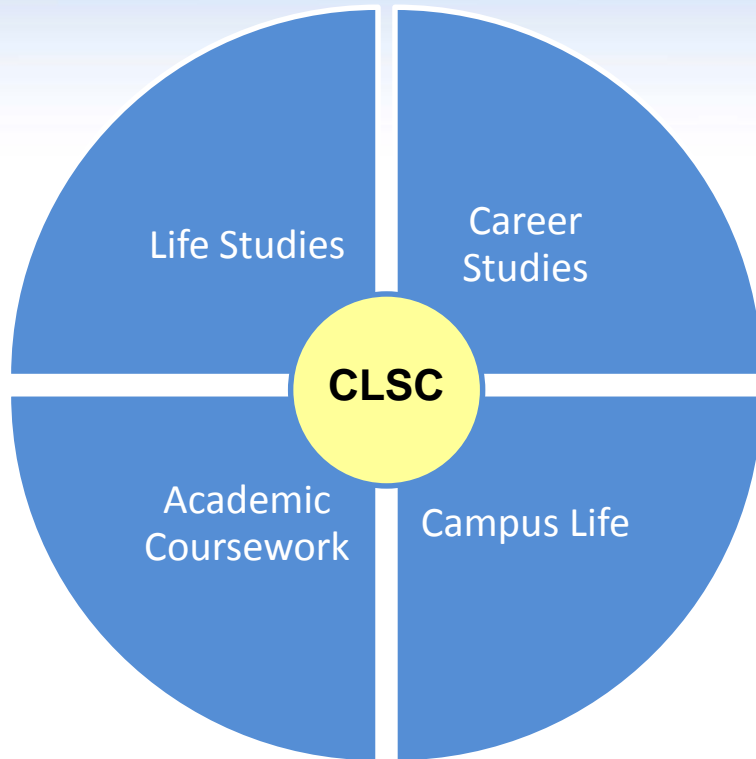 Life Studies
Career
Studies
CLSC
Academic
Coursework
Campus Life